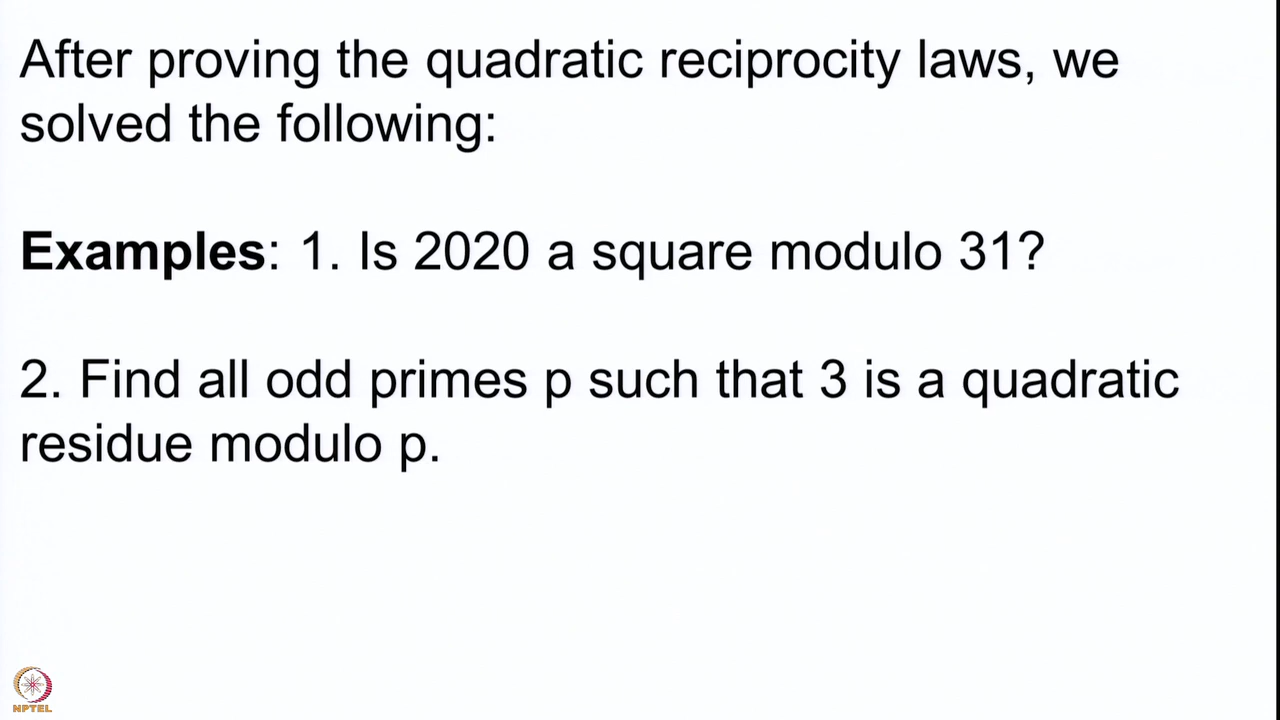 After proving the quadratic reciprocity laws, we
solved the following:
Examples: 1. Is 2020 a square modulo 31?
2. Find all odd primes p such that 3 is a quadratic
residue modulo p.
NPTEL